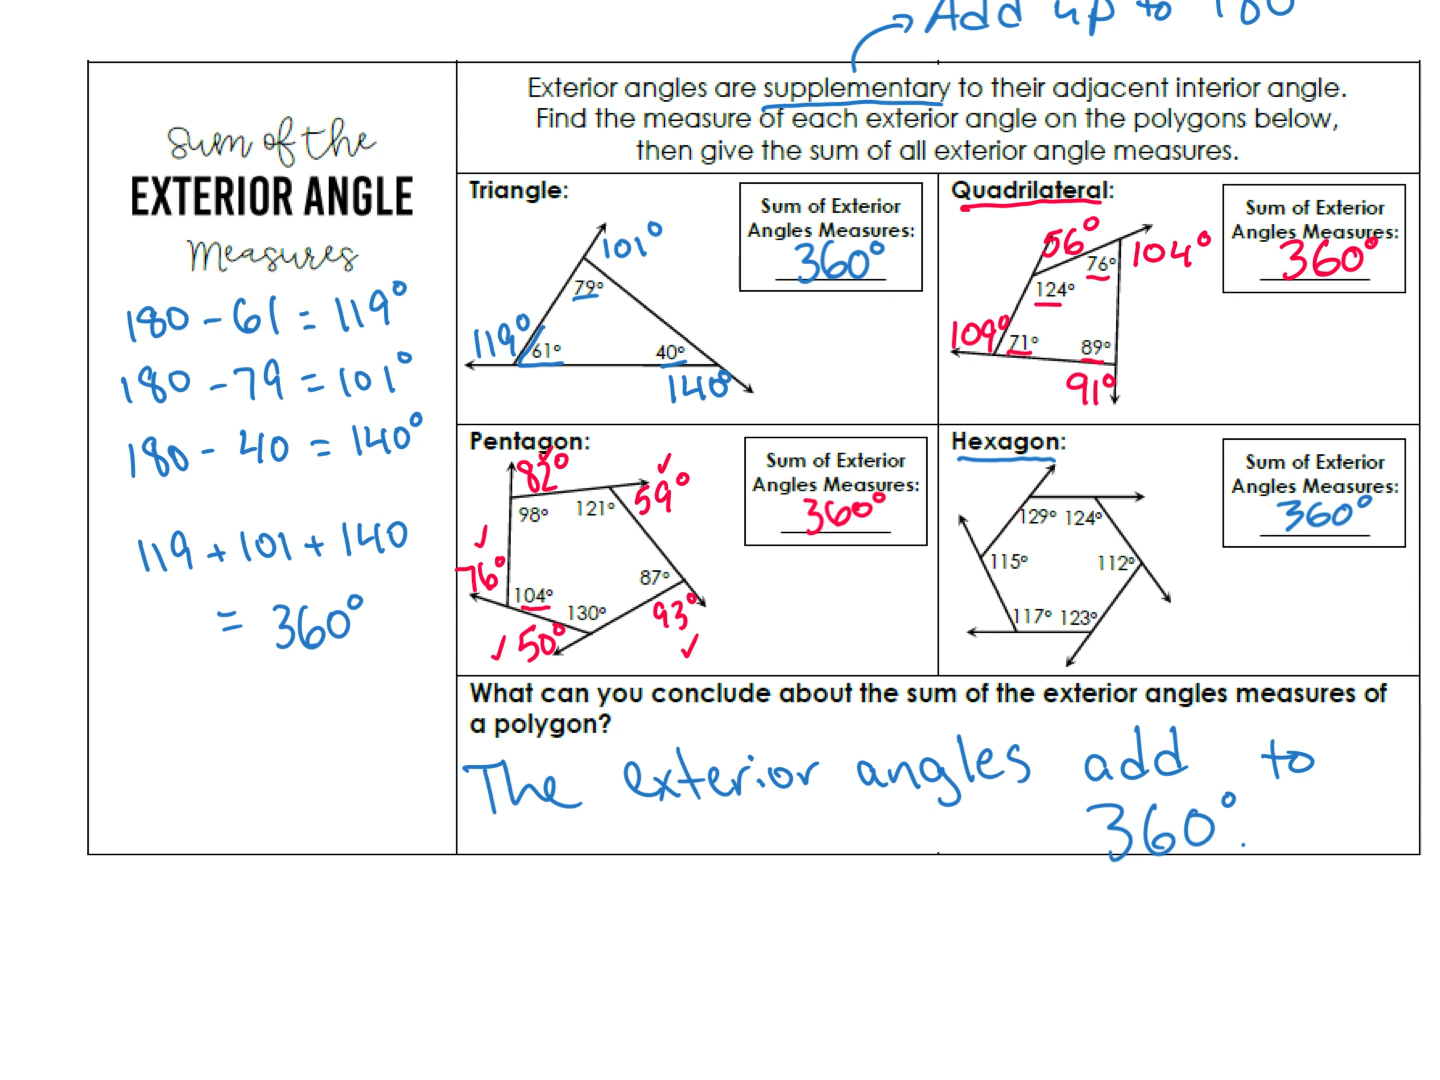 Add up to 180
Sum of the
EXTERIOR ANGLE
Measures
180 - 61 = 119°
180 - 79 = 101°
180 - 40 = 140°
119 + 101 + 140
= 360°
Exterior angles are supplementary to their adjacent interior angle.
Find the measure of each exterior angle on the polygons below,
then give the sum of all exterior angle measures.
Triangle:
Sum of Exterior
Angles Measures:
360°
101°
79°
119°
61°
40°
140°
Quadrilateral:
Sum of Exterior
Angles Measures:
360°
56°
104°
76°
124°
109°
71°
89°
91°
Pentagon:
Sum of Exterior
Angles Measures:
360°
82°
59°
98°
121°
76°
87°
104°
130°
93°
50°
Hexagon:
Sum of Exterior
Angles Measures:
360°
129° 124°
115°
112°
117° 123°
What can you conclude about the sum of the exterior angles measures of
a polygon?
The exterior angles add to
360°.